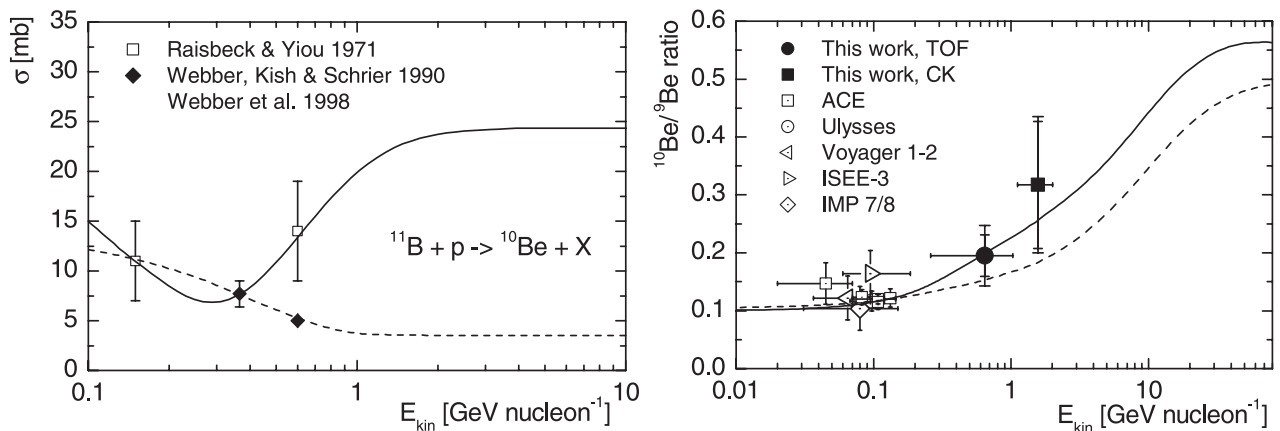 σ [mb]
40
35
30
25
20
15
10
5
0
Raisbeck & Yiou 1971
Webber, Kish & Schrier 1990
Webber et al. 1998
¹¹B + p -> ¹⁰Be + X
0.1
1
10
E_kin [GeV nucleon⁻¹]
¹⁰Be/⁹Be ratio
0.6
0.5
0.4
0.3
0.2
0.1
0.0
This work, TOF
This work, CK
ACE
Ulysses
Voyager 1-2
ISEE-3
IMP 7/8
0.01
0.1
1
10
E_kin [GeV nucleon⁻¹]